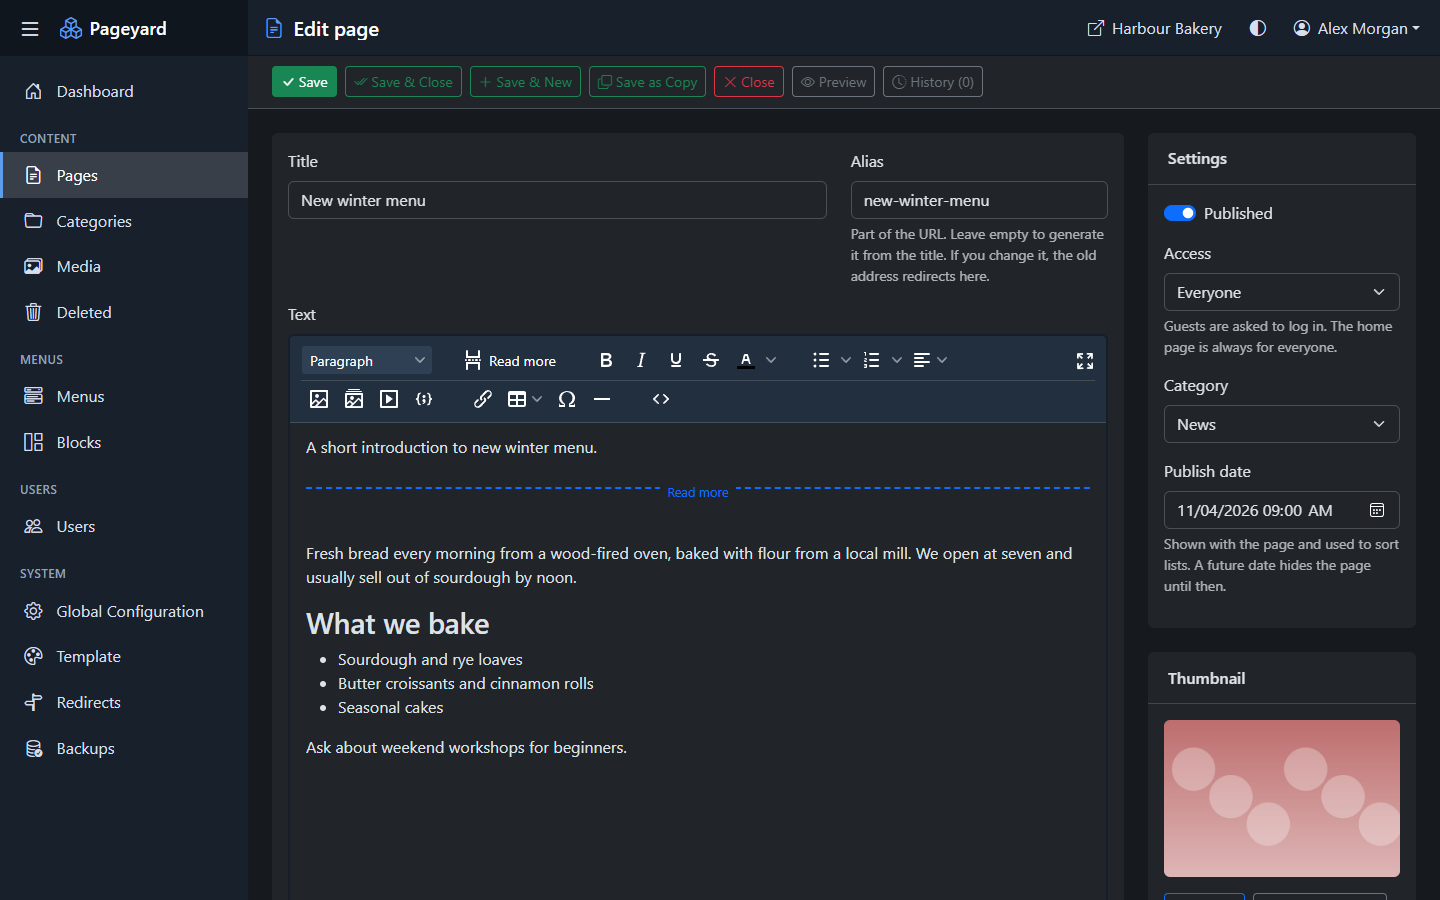 Pageyard
Edit page
Harbour Bakery
Alex Morgan
Save
Save & Close
Save & New
Save as Copy
Close
Preview
History (0)
Dashboard
CONTENT
Pages
Categories
Media
Deleted
MENUS
Menus
Blocks
USERS
Users
SYSTEM
Global Configuration
Template
Redirects
Backups
Title
New winter menu
Alias
new-winter-menu
Part of the URL. Leave empty to generate
it from the title. If you change it, the old
address redirects here.
Text
Paragraph
Read more
A short introduction to new winter menu.
Read more
Fresh bread every morning from a wood-fired oven, baked with flour from a local mill. We open at seven and
usually sell out of sourdough by noon.
What we bake
Sourdough and rye loaves
Butter croissants and cinnamon rolls
Seasonal cakes
Ask about weekend workshops for beginners.
Settings
Published
Access
Everyone
Guests are asked to log in. The home
page is always for everyone.
Category
News
Publish date
11/04/2026 09:00 AM
Shown with the page and used to sort
lists. A future date hides the page
until then.
Thumbnail